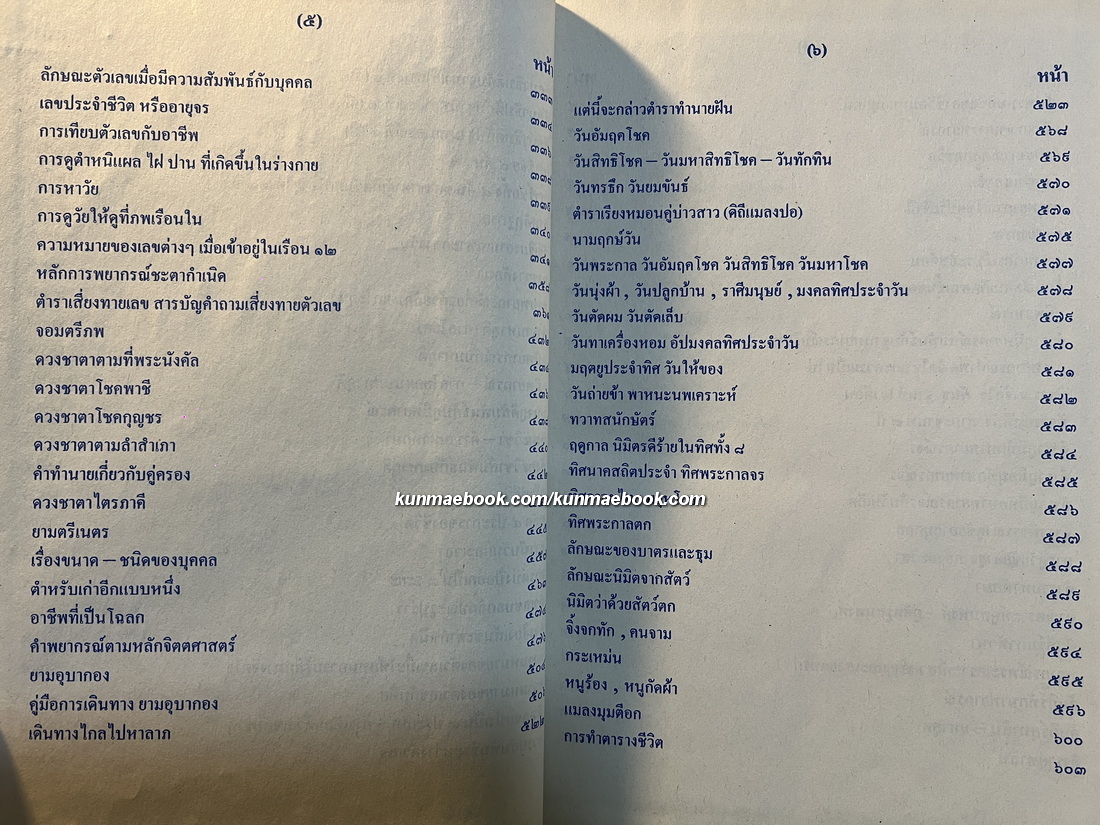 (๕)
หน้
ลักษณะตัวเลขเมื่อมีความสัมพันธ์กับบุคคล
เลขประจำชีวิต หรืออายุจร
การเทียบตัวเลขกับอาชีพ
การดูตำหนิแผล ไฝ ปาน ที่เกิดขึ้นในร่างกาย
การหาวัย
การดูวัยให้ดูที่ภพเรือนใน
ความหมายของเลขต่างๆ เมื่อเข้าอยู่ในเรือน ๑๒
หลักการพยากรณ์ชะตากำเนิด
ตำราเสี่ยงทายเลข สารบัญคำถามเสี่ยงทายตัวเลข
จอมตรีภพ
ดวงชาตาตามที่พระนังคัล
ดวงชาตาโชคพาชี
ดวงชาตาโชคกุญชร
ดวงชาตาตามลำสำเภา
คำทำนายเกี่ยวกับคู่ครอง
ดวงชาตาไตรภาคี
ยามตรีเนตร
เรื่องขนาด — ชนิดของบุคคล
ตำหรับเก่าอีกแบบหนึ่ง
อาชีพที่เป็นโฉลก
คำพยากรณ์ตามหลักจิตตศาสตร์
ยามอุบากอง
คู่มือการเดินทาง ยามอุบากอง
เดินทางไกลไปหาลาภ ๕๒๒
(๖)
หน้า
แต่นี้จะกล่าวตำราทำนายฝัน ๕๒๓
วันอัมฤคโชค ๕๖๘
วันสิทธิโชค — วันมหาสิทธิโชค — วันทักทิน ๕๖๙
วันทรธึก วันยมขันธ์ ๕๗๐
ตำราเรียงหมอนคู่บ่าวสาว (ดิถีแมลงปอ) ๕๗๑
นามฤกษ์วัน ๕๗๕
วันพระกาล วันอัมฤคโชค วันสิทธิโชค วันมหาโชค ๕๗๗
วันนุ่งผ้า , วันปลูกบ้าน , ราศีมนุษย์ , มงคลทิศประจำวัน ๕๗๘
วันตัดผม วันตัดเล็บ ๕๗๙
วันทาเครื่องหอม อัปมงคลทิศประจำวัน ๕๘๐
มฤตยูประจำทิศ วันให้ของ ๕๘๑
วันถ่ายข้า พาหนะนพเคราะห์ ๕๘๒
ทวาทสนักษัตร์ ๕๘๓
ฤดูกาล นิมิตรดีร้ายในทิศทั้ง ๘ ๕๘๔
ทิศนาคสถิตประจำ ทิศพระกาลจร ๕๘๕
kunmaebook.com/kunmaebook.com
๕๘๖
ทิศพระกาลตก ๕๘๗
ลักษณะของบาตรและธุม ๕๘๘
ลักษณะนิมิตจากสัตว์ ๕๘๙
นิมิตว่าด้วยสัตว์ตก ๕๙๐
จิ้งจกทัก , คนจาม ๕๙๔
กระเหม่น ๕๙๕
หนูร้อง , หนูกัดผ้า ๕๙๖
แมลงมุมตีอก ๖๐๐
การทำตารางชีวิต ๖๐๓